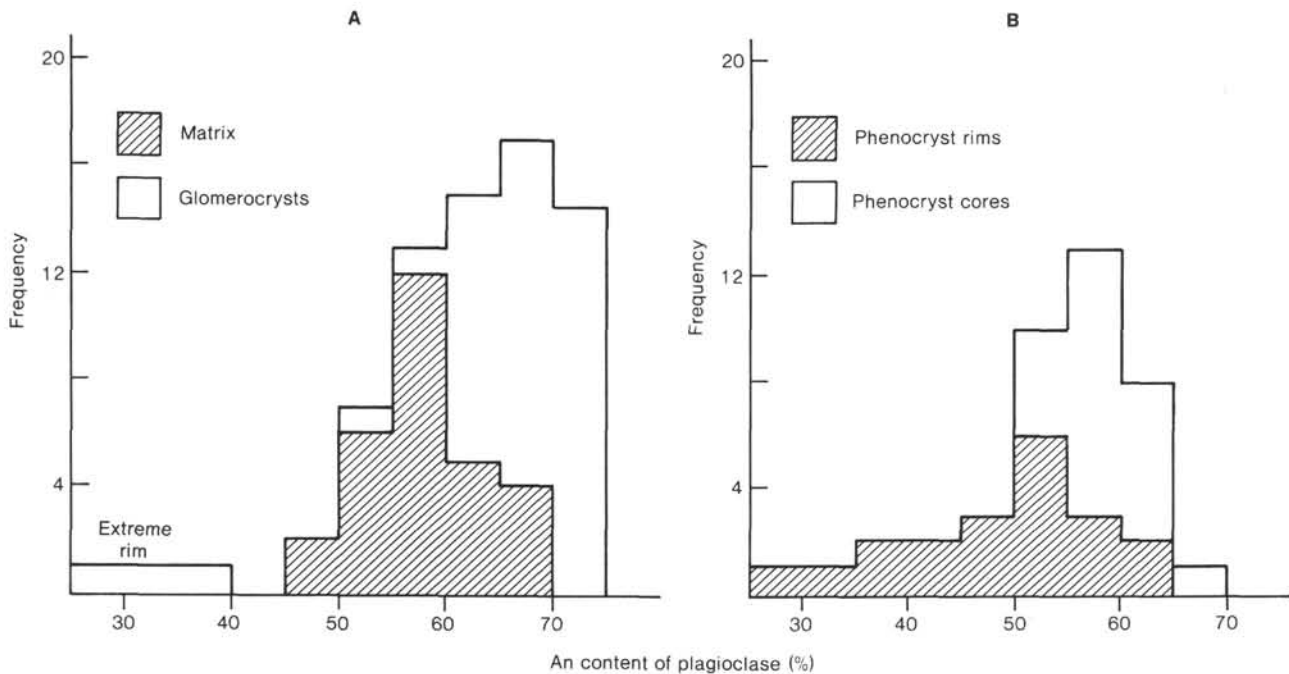 A
20
12
4
Frequency
Matrix
Glomerocrysts
Extreme
rim
30
40
50
60
70
B
20
12
4
Frequency
Phenocryst rims
Phenocryst cores
30
40
50
60
70
An content of plagioclase (%)